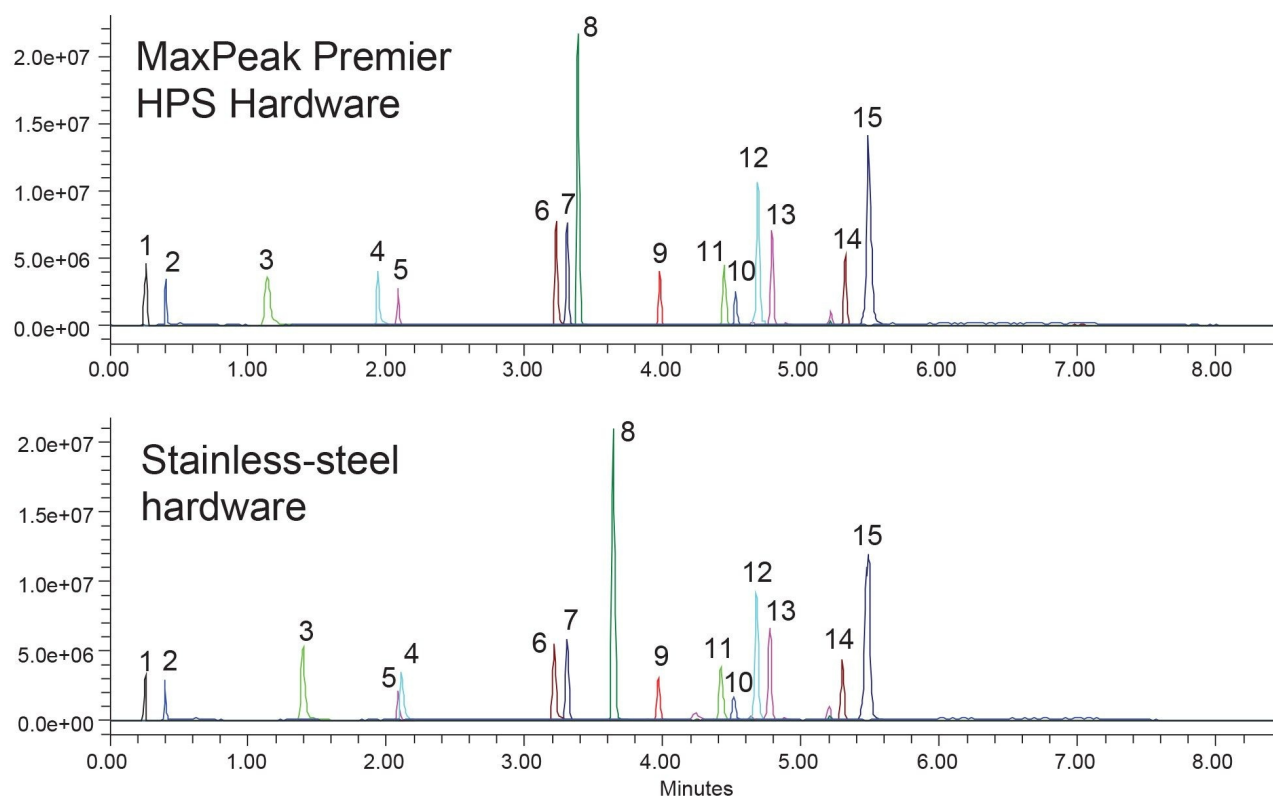 MaxPeak Premier
HPS Hardware
2.0e+07
1.5e+07
1.0e+07
5.0e+06
0.0e+00
1
2
3
4
5
6
7
8
9
11
10
12
13
14
15
0.00 1.00 2.00 3.00 4.00 5.00 6.00 7.00 8.00
Stainless-steel
hardware
2.0e+07
1.5e+07
1.0e+07
5.0e+06
0.0e+00
1
2
3
5
4
6
7
8
9
11
10
12
13
14
15
0.00 1.00 2.00 3.00 4.00 5.00 6.00 7.00 8.00
Minutes